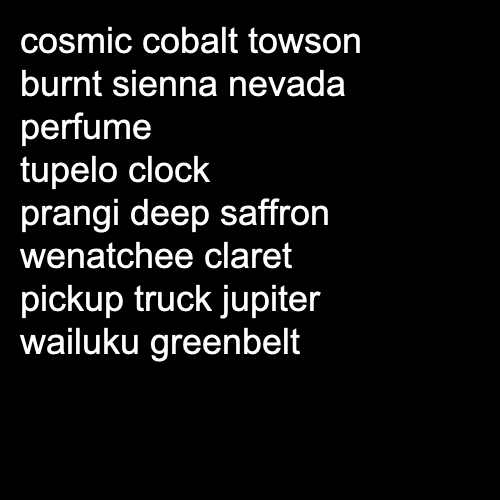 cosmic cobalt towson
burnt sienna nevada
perfume
tupelo clock
prangi deep saffron
wenatchee claret
pickup truck jupiter
wailuku greenbelt